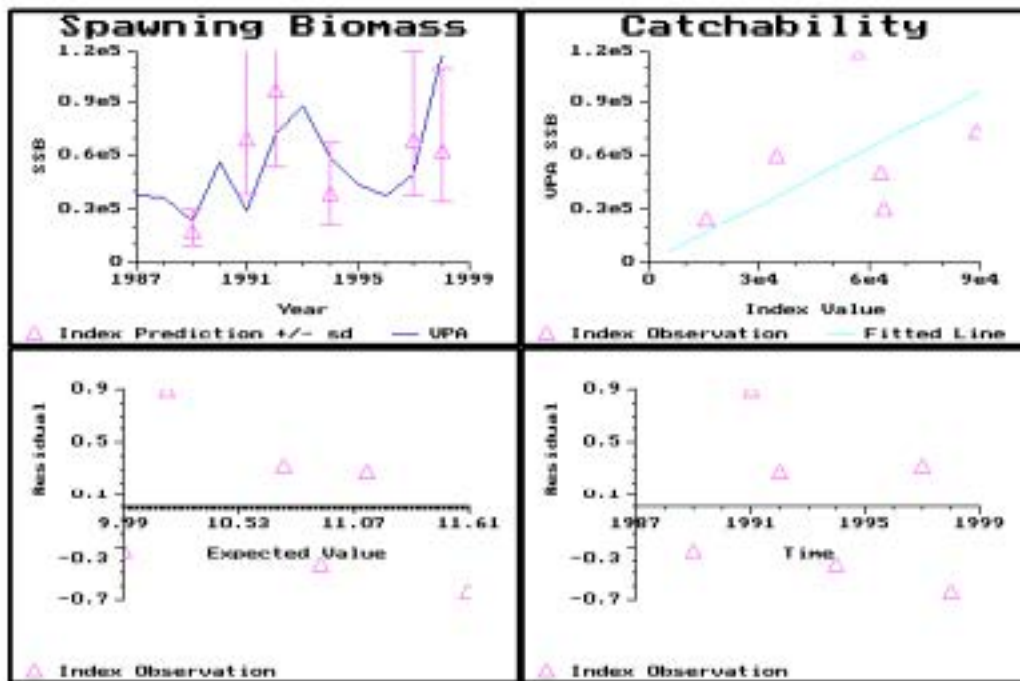 Spawning Biomass
1.2e5
0.9e5
0.6e5
0.3e5
0
SSB
1987 1991 1995 1999
Year
Index Prediction +/- sd VPA
Catchability
1.2e5
0.9e5
0.6e5
0.3e5
0
VPA SSB
0 3e4 6e4 9e4
Index Value
Index Observation Fitted Line
0.9
0.5
0.1
-0.3
-0.7
Residual
9.99 10.53 11.07 11.61
Expected Value
Index Observation
0.9
0.5
0.1
-0.3
-0.7
Residual
1987 1991 1995 1999
Time
Index Observation